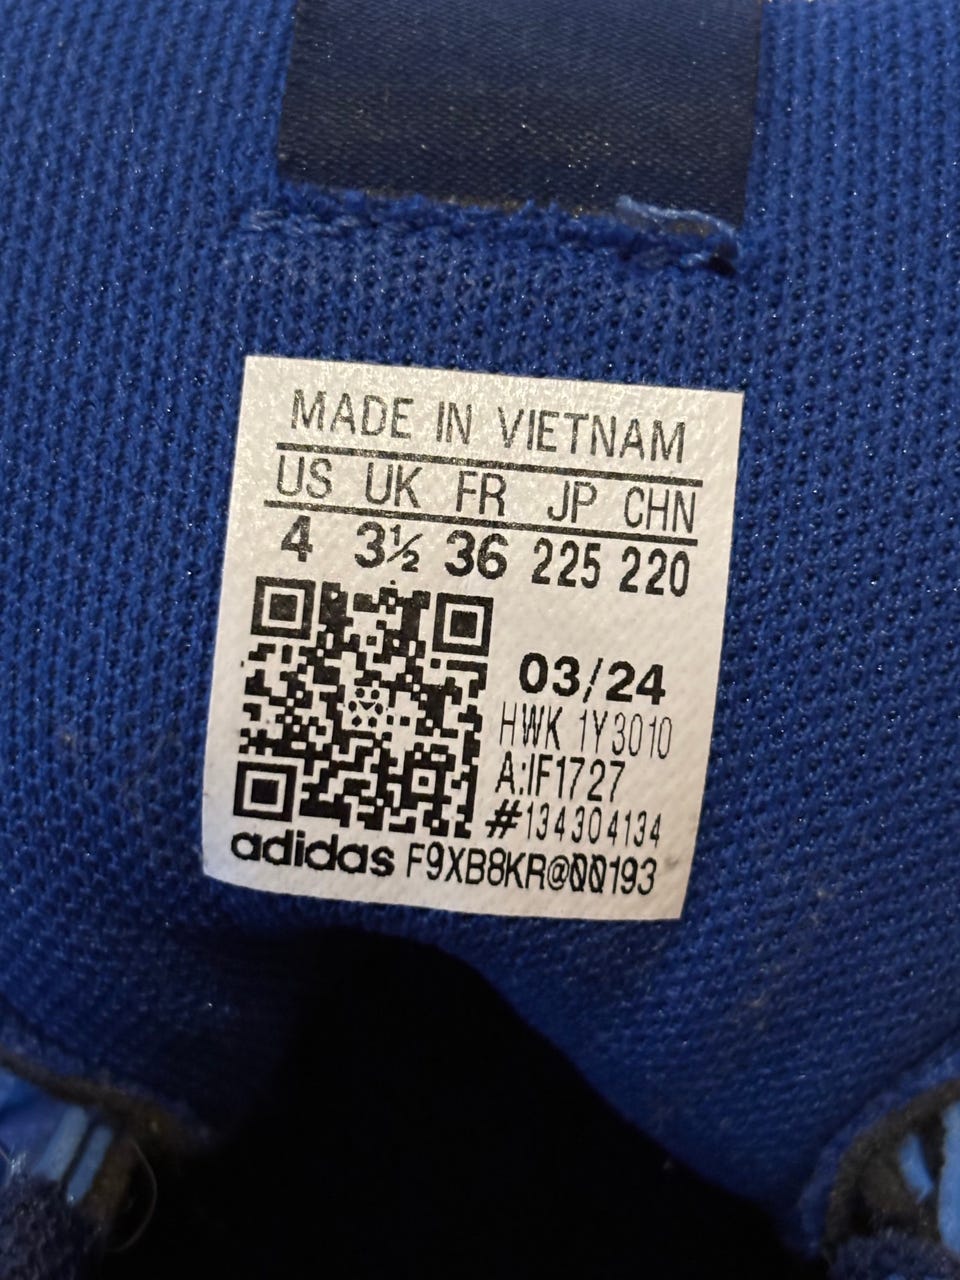 MADE IN VIETNAM
US UK FR JP CHN
4 3½ 36 225 220
03/24
HWK 1Y3010
A:IF1727
#134304134
adidas F9XB8KR@00193